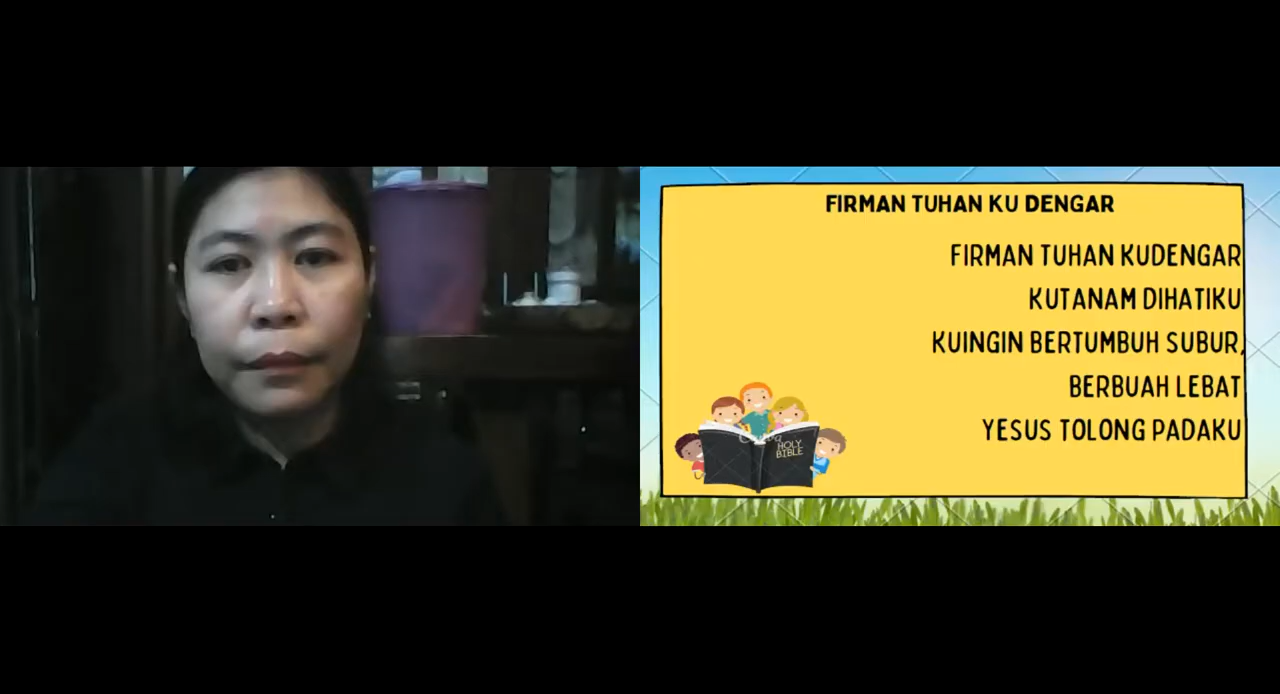 FIRMAN TUHAN KU DENGAR
FIRMAN TUHAN KUDENGAR
KUTANAM DIHATIKU
KUINGIN BERTUMBUH SUBUR,
BERBUAH LEBAT
YESUS TOLONG PADAKU
HOLY
BIBLE